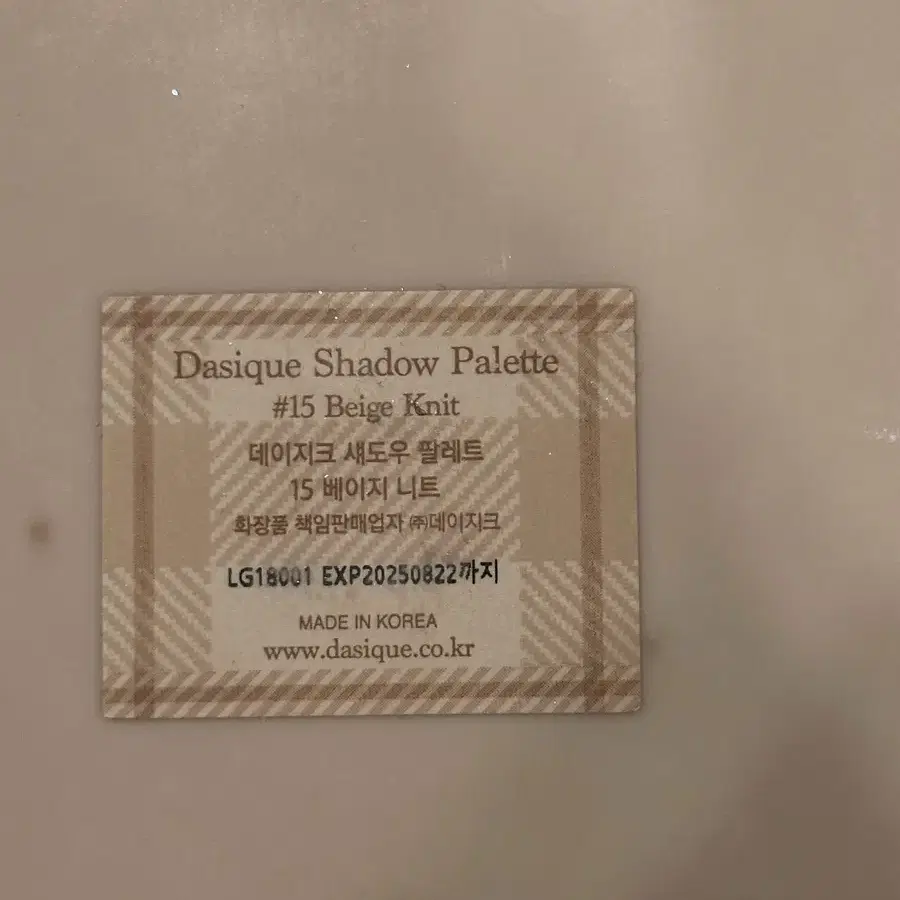 Dasique Shadow Palette
#15 Beige Knit
데이지크 섀도우 팔레트
15 베이지 니트
화장품 책임판매업자 ㈜데이지크
LG18001 EXP20250822까지
MADE IN KOREA
www.dasique.co.kr